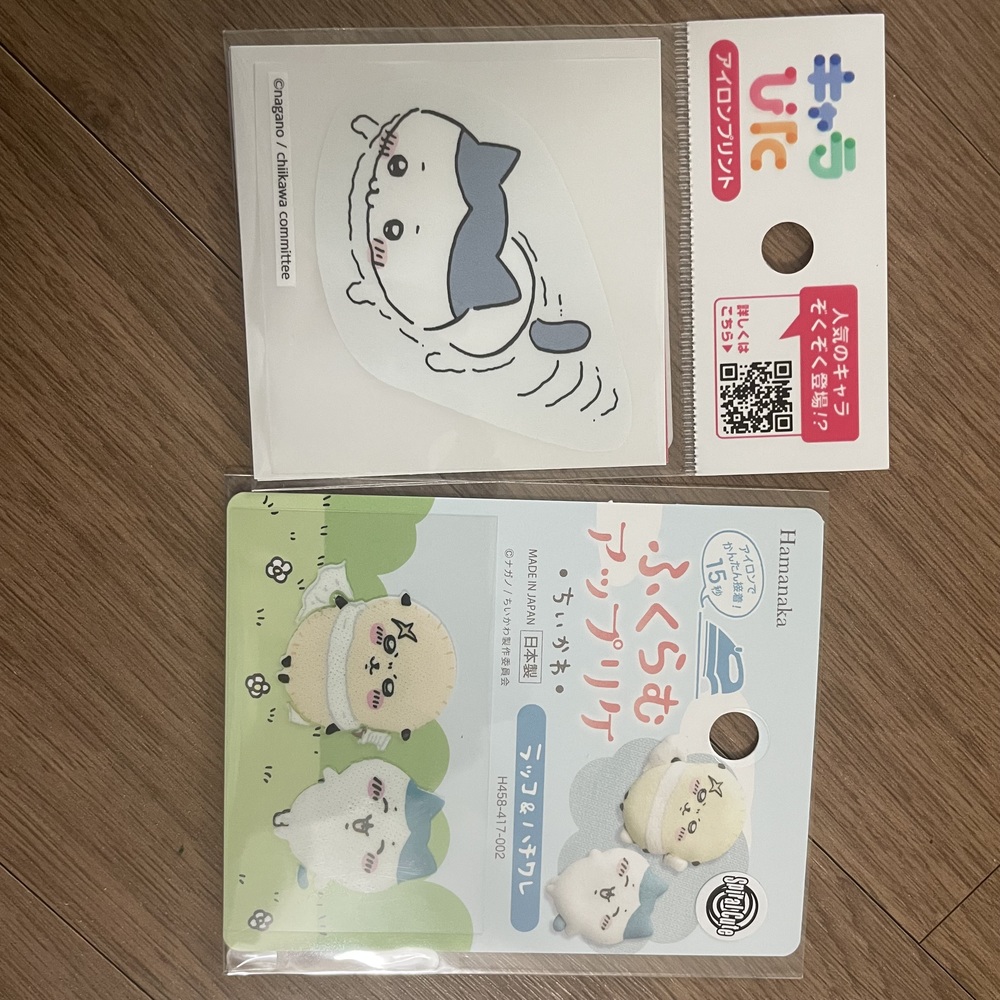 キャラ
ぴた
アイロンプリント
人気のキャラ
ぞくぞく登場!?
詳しくは
こちら▶
©nagano / chiikawa committee
Hamanaka
アイロンで
かんたん接着!
15秒
ふくらむ
アップリケ
•ちいかわ•
MADE IN JAPAN 日本製
©ナガノ / ちいかわ製作委員会
ラッコ & ハチワレ
H458-417-002
SpiralCute